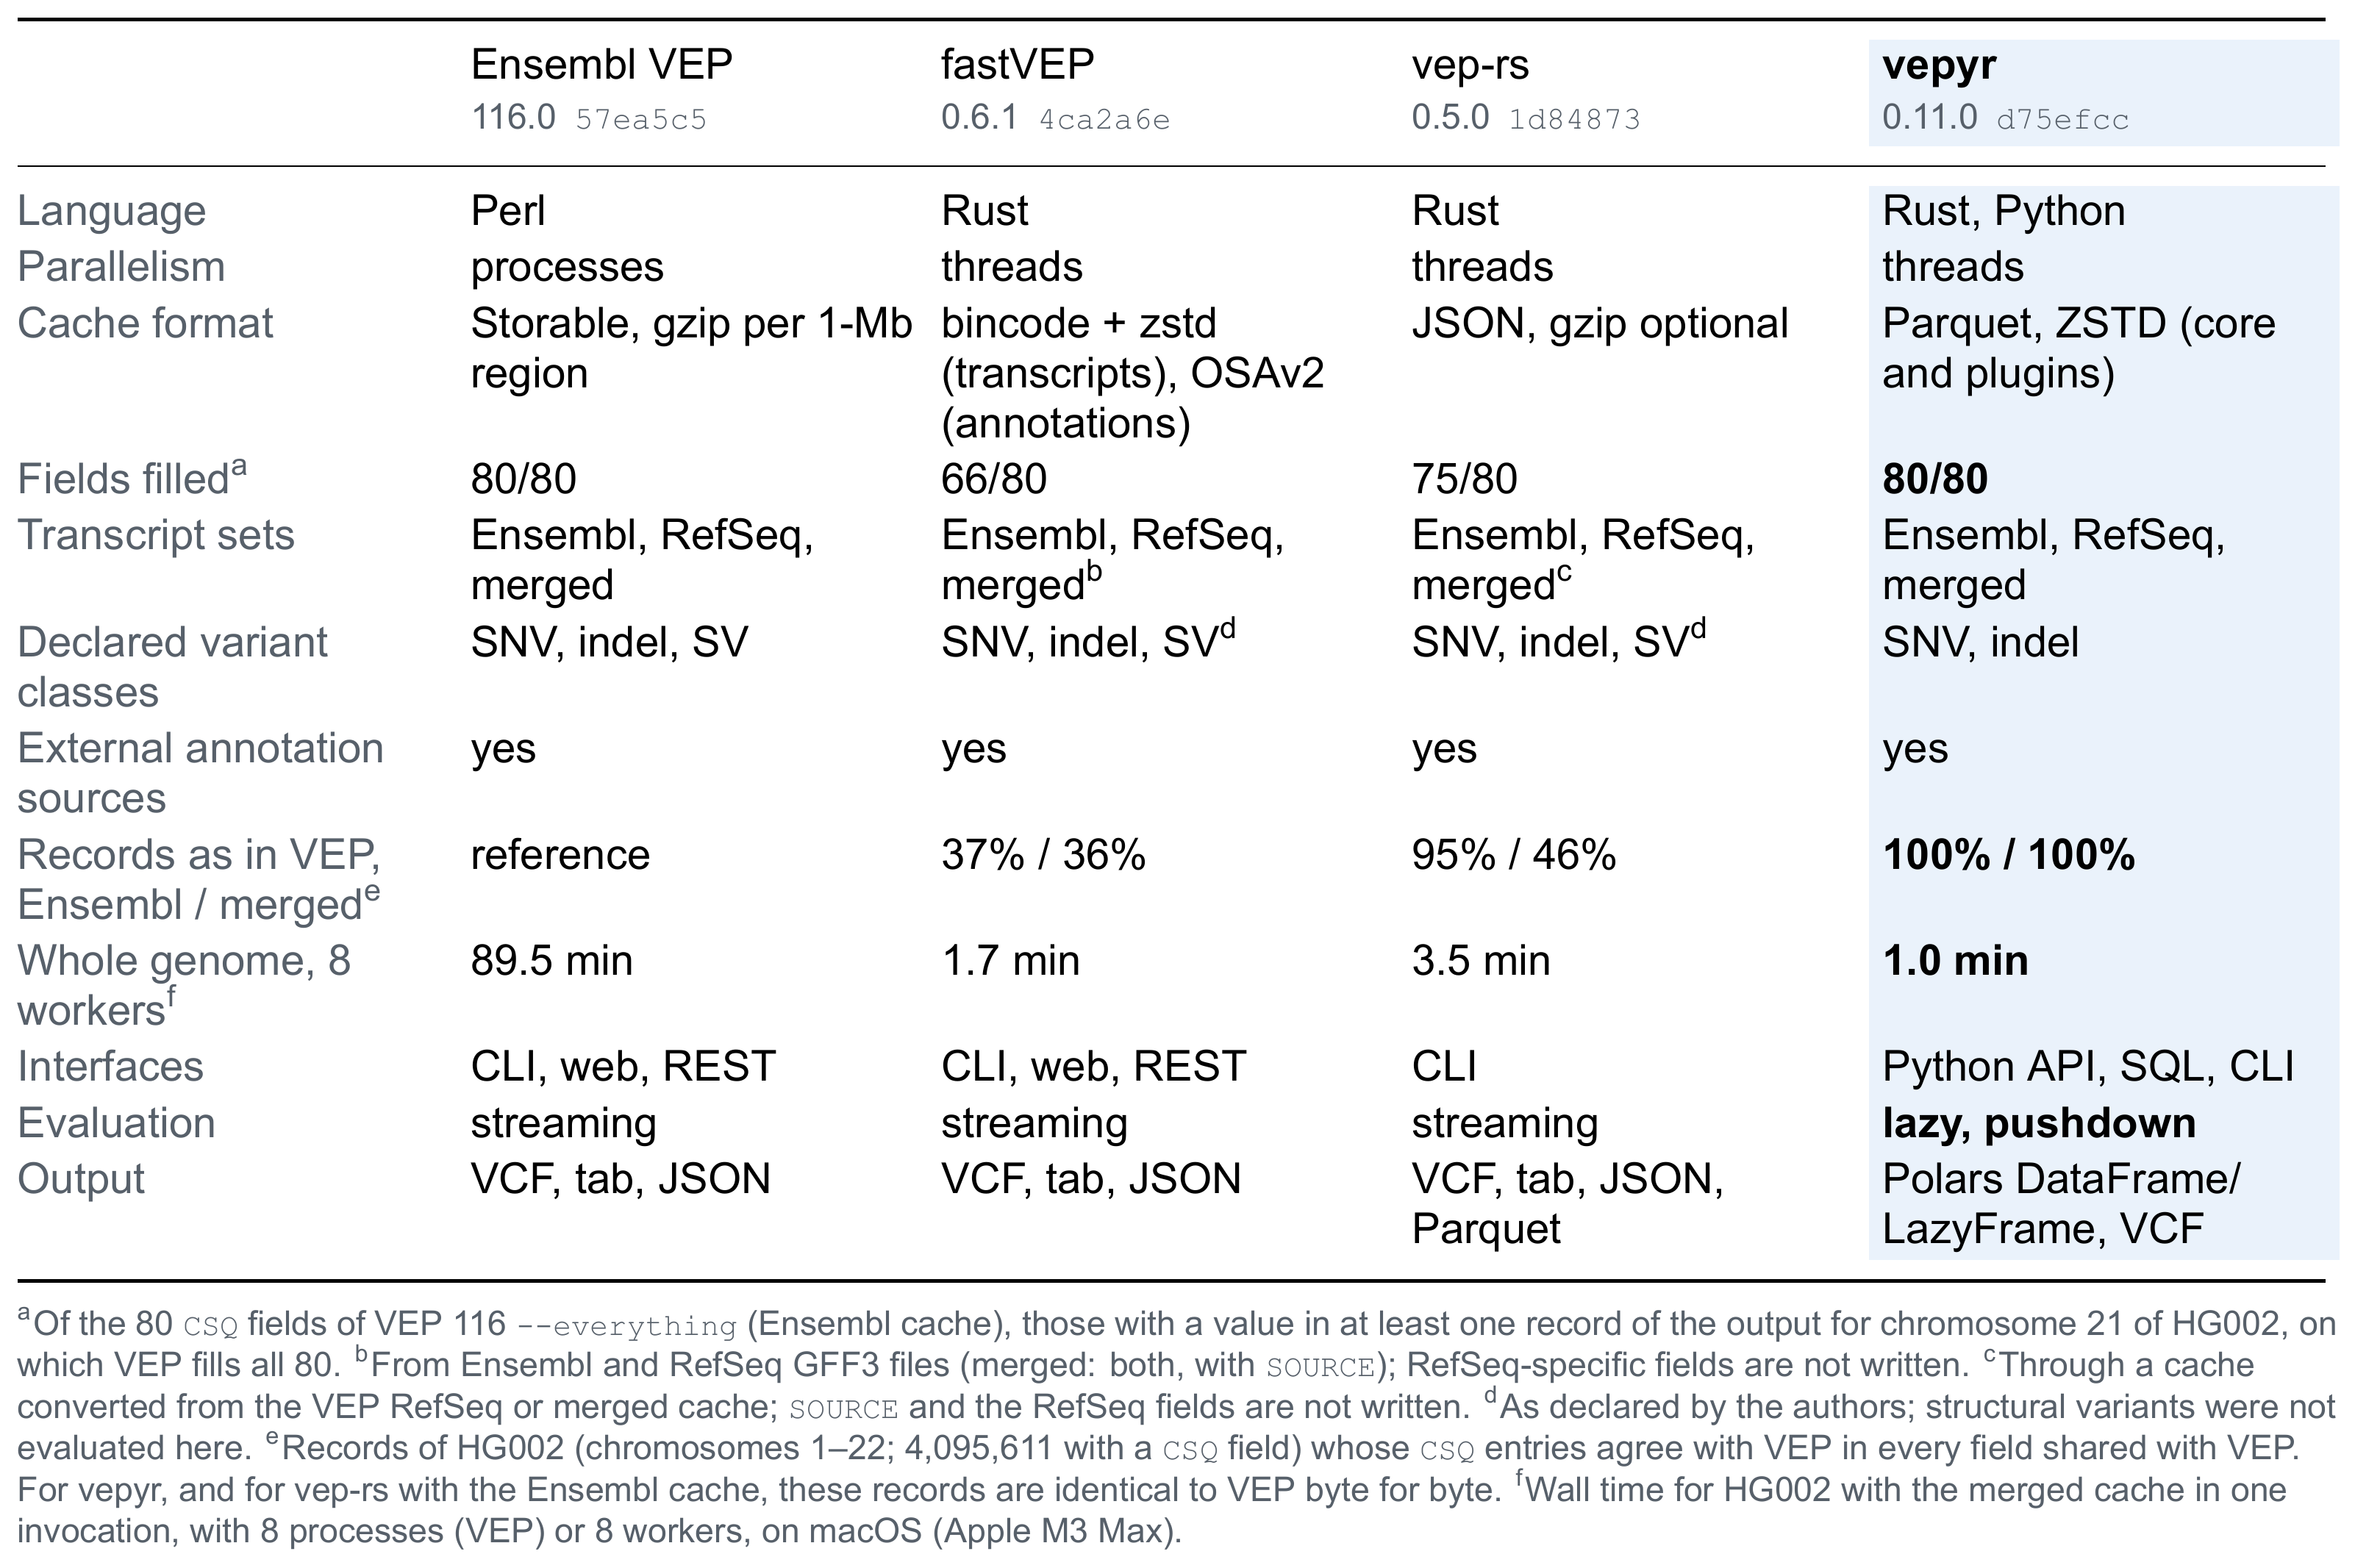 Ensembl VEP fastVEP vep-rs vepyr
116.0 57ea5c5 0.6.1 4ca2a6e 0.5.0 1d84873 0.11.0 d75efcc
Language Perl Rust Rust Rust, Python
Parallelism processes threads threads threads
Cache format Storable, gzip per 1-Mb bincode + zstd JSON, gzip optional Parquet, ZSTD (core
region (transcripts), OSAv2 and plugins)
(annotations)
Fields filledᵃ 80/80 66/80 75/80 80/80
Transcript sets Ensembl, RefSeq, Ensembl, RefSeq, Ensembl, RefSeq, Ensembl, RefSeq,
merged mergedᵇ mergedᶜ merged
Declared variant SNV, indel, SV SNV, indel, SVᵈ SNV, indel, SVᵈ SNV, indel
classes
External annotation yes yes yes yes
sources
Records as in VEP, reference 37% / 36% 95% / 46% 100% / 100%
Ensembl / mergedᵉ
Whole genome, 8 89.5 min 1.7 min 3.5 min 1.0 min
workersᶠ
Interfaces CLI, web, REST CLI, web, REST CLI Python API, SQL, CLI
Evaluation streaming streaming streaming lazy, pushdown
Output VCF, tab, JSON VCF, tab, JSON VCF, tab, JSON, Polars DataFrame/
Parquet LazyFrame, VCF
ᵃOf the 80 CSQ fields of VEP 116 --everything (Ensembl cache), those with a value in at least one record of the output for chromosome 21 of HG002, on
which VEP fills all 80. ᵇFrom Ensembl and RefSeq GFF3 files (merged: both, with SOURCE); RefSeq-specific fields are not written. ᶜThrough a cache
converted from the VEP RefSeq or merged cache; SOURCE and the RefSeq fields are not written. ᵈAs declared by the authors; structural variants were not
evaluated here. ᵉRecords of HG002 (chromosomes 1–22; 4,095,611 with a CSQ field) whose CSQ entries agree with VEP in every field shared with VEP.
For vepyr, and for vep-rs with the Ensembl cache, these records are identical to VEP byte for byte. ᶠWall time for HG002 with the merged cache in one
invocation, with 8 processes (VEP) or 8 workers, on macOS (Apple M3 Max).